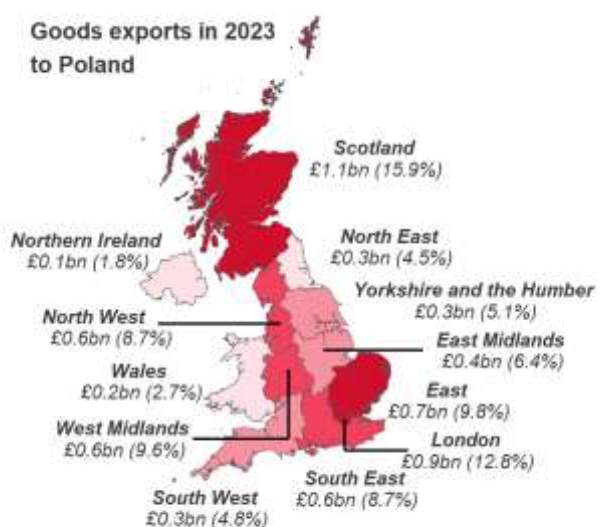 Goods exports in 2023
to Poland
Scotland
£1.1bn (15.9%)
Northern Ireland
£0.1bn (1.8%)
North East
£0.3bn (4.5%)
Yorkshire and the Humber
£0.3bn (5.1%)
North West
£0.6bn (8.7%)
East Midlands
£0.4bn (6.4%)
Wales
£0.2bn (2.7%)
East
£0.7bn (9.8%)
West Midlands
£0.6bn (9.6%)
London
£0.9bn (12.8%)
South East
£0.6bn (8.7%)
South West
£0.3bn (4.8%)